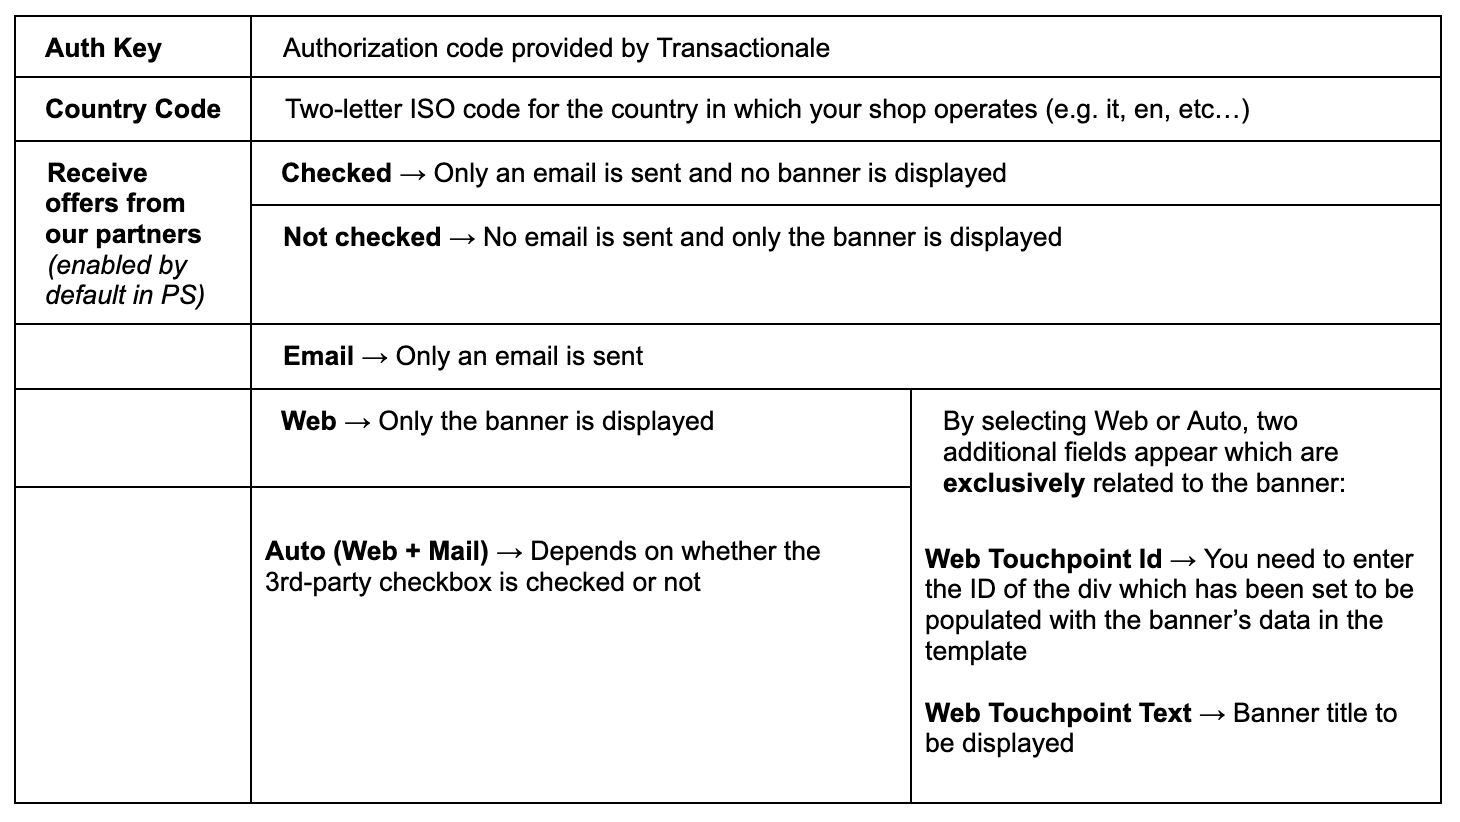 Auth Key
Authorization code provided by Transactionale
Country Code
Two-letter ISO code for the country in which your shop operates (e.g. it, en, etc…)
Receive
offers from
our partners
(enabled by
default in PS)
Checked → Only an email is sent and no banner is displayed
Not checked → No email is sent and only the banner is displayed
Email → Only an email is sent
Web → Only the banner is displayed
Auto (Web + Mail) → Depends on whether the
3rd-party checkbox is checked or not
By selecting Web or Auto, two
additional fields appear which are
exclusively related to the banner:
Web Touchpoint Id → You need to enter
the ID of the div which has been set to be
populated with the banner’s data in the
template
Web Touchpoint Text → Banner title to
be displayed